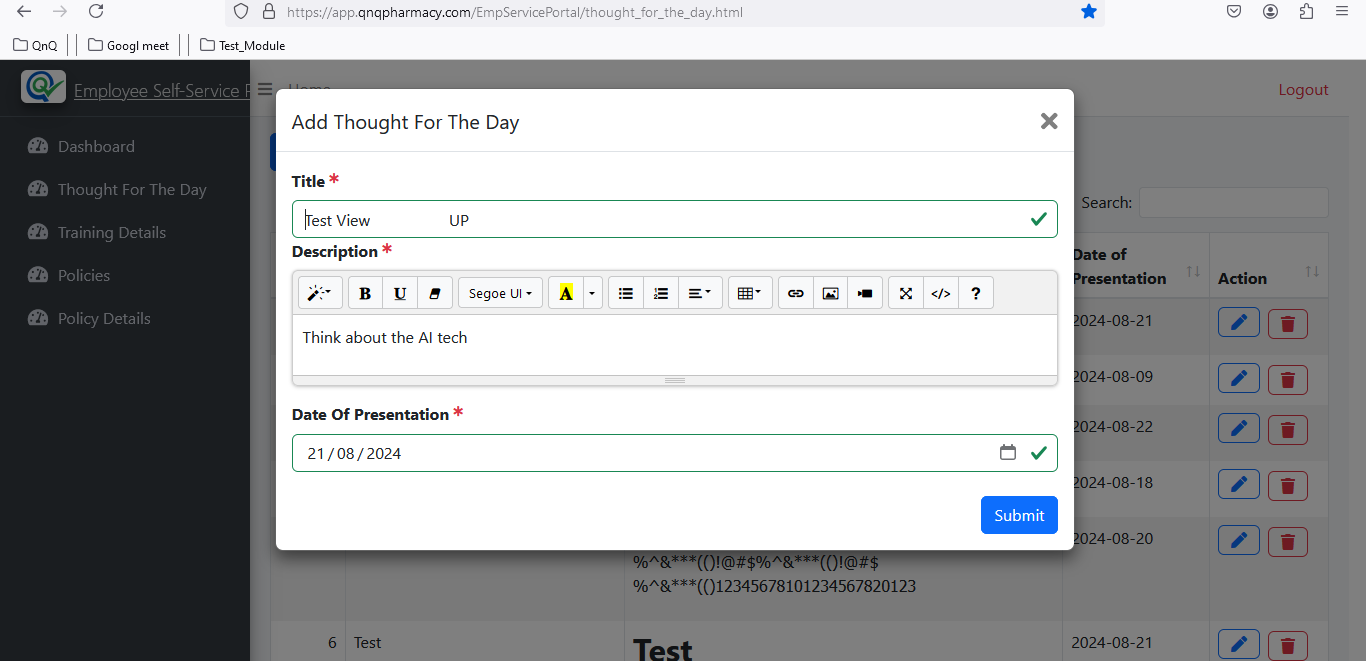 https://app.qnqpharmacy.com/EmpServicePortal/thought_for_the_day.html
QnQ
Googl meet
Test_Module
Employee Self-Service
Home
Logout
Dashboard
Thought For The Day
Training Details
Policies
Policy Details
Add Thought For The Day
Title *
Test View UP
Description *
B U Segoe UI A </> ?
Think about the AI tech
Date Of Presentation *
21/08/2024
Submit
Search:
Date of Presentation
Action
2024-08-21
2024-08-09
2024-08-22
2024-08-18
2024-08-20
%^&***(()!@#$%^&***(()!@#$
%^&***(()12345678101234567820123
6 Test Test 2024-08-21